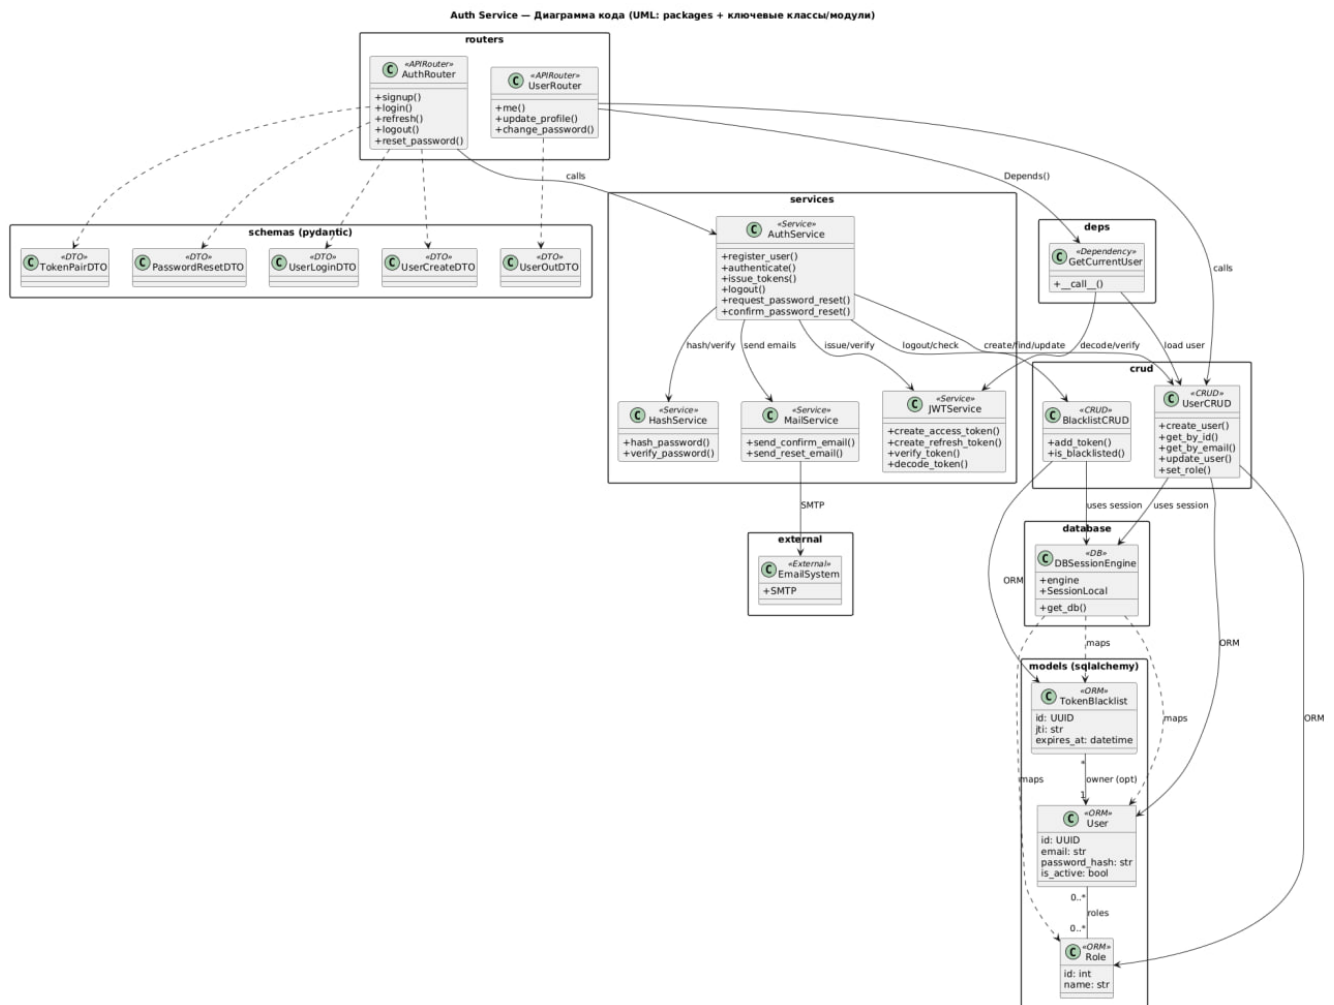 Auth Service — Диаграмма кода (UML: packages + ключевые классы/модули)
routers
C «APIRouter»
AuthRouter
+signup()
+login()
+refresh()
+logout()
+reset_password()
C «APIRouter»
UserRouter
+me()
+update_profile()
+change_password()
calls
Depends()
calls
schemas (pydantic)
C «DTO»
TokenPairDTO
C «DTO»
PasswordResetDTO
C «DTO»
UserLoginDTO
C «DTO»
UserCreateDTO
C «DTO»
UserOutDTO
services
C «Service»
AuthService
+register_user()
+authenticate()
+issue_tokens()
+logout()
+request_password_reset()
+confirm_password_reset()
deps
C «Dependency»
GetCurrentUser
+__call__()
hash/verify
send emails
issue/verify
logout/check
create/find/update
decode/verify
load user
C «Service»
HashService
+hash_password()
+verify_password()
C «Service»
MailService
+send_confirm_email()
+send_reset_email()
C «Service»
JWTService
+create_access_token()
+create_refresh_token()
+verify_token()
+decode_token()
crud
C «CRUD»
BlacklistCRUD
+add_token()
+is_blacklisted()
C «CRUD»
UserCRUD
+create_user()
+get_by_id()
+get_by_email()
+update_user()
+set_role()
SMTP
uses session
uses session
external
C «External»
EmailSystem
+SMTP
database
C «DB»
DBSessionEngine
+engine
+SessionLocal
+get_db()
ORM
maps
ORM
models (sqlalchemy)
C «ORM»
TokenBlacklist
id: UUID
jti: str
expires_at: datetime
maps
ORM
*
maps
owner (opt)
1
C «ORM»
User
id: UUID
email: str
password_hash: str
is_active: bool
0..*
roles
0..*
C «ORM»
Role
id: int
name: str